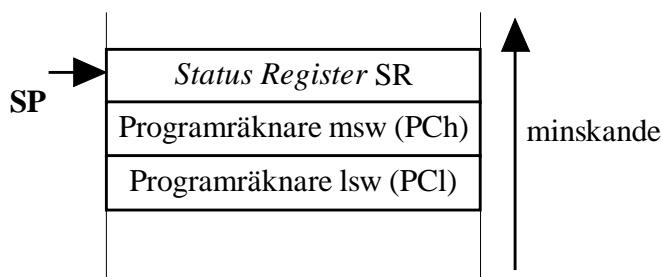 Status Register SR
SP
Programräknare msw (PCh)
minskande
Programräknare lsw (PCl)